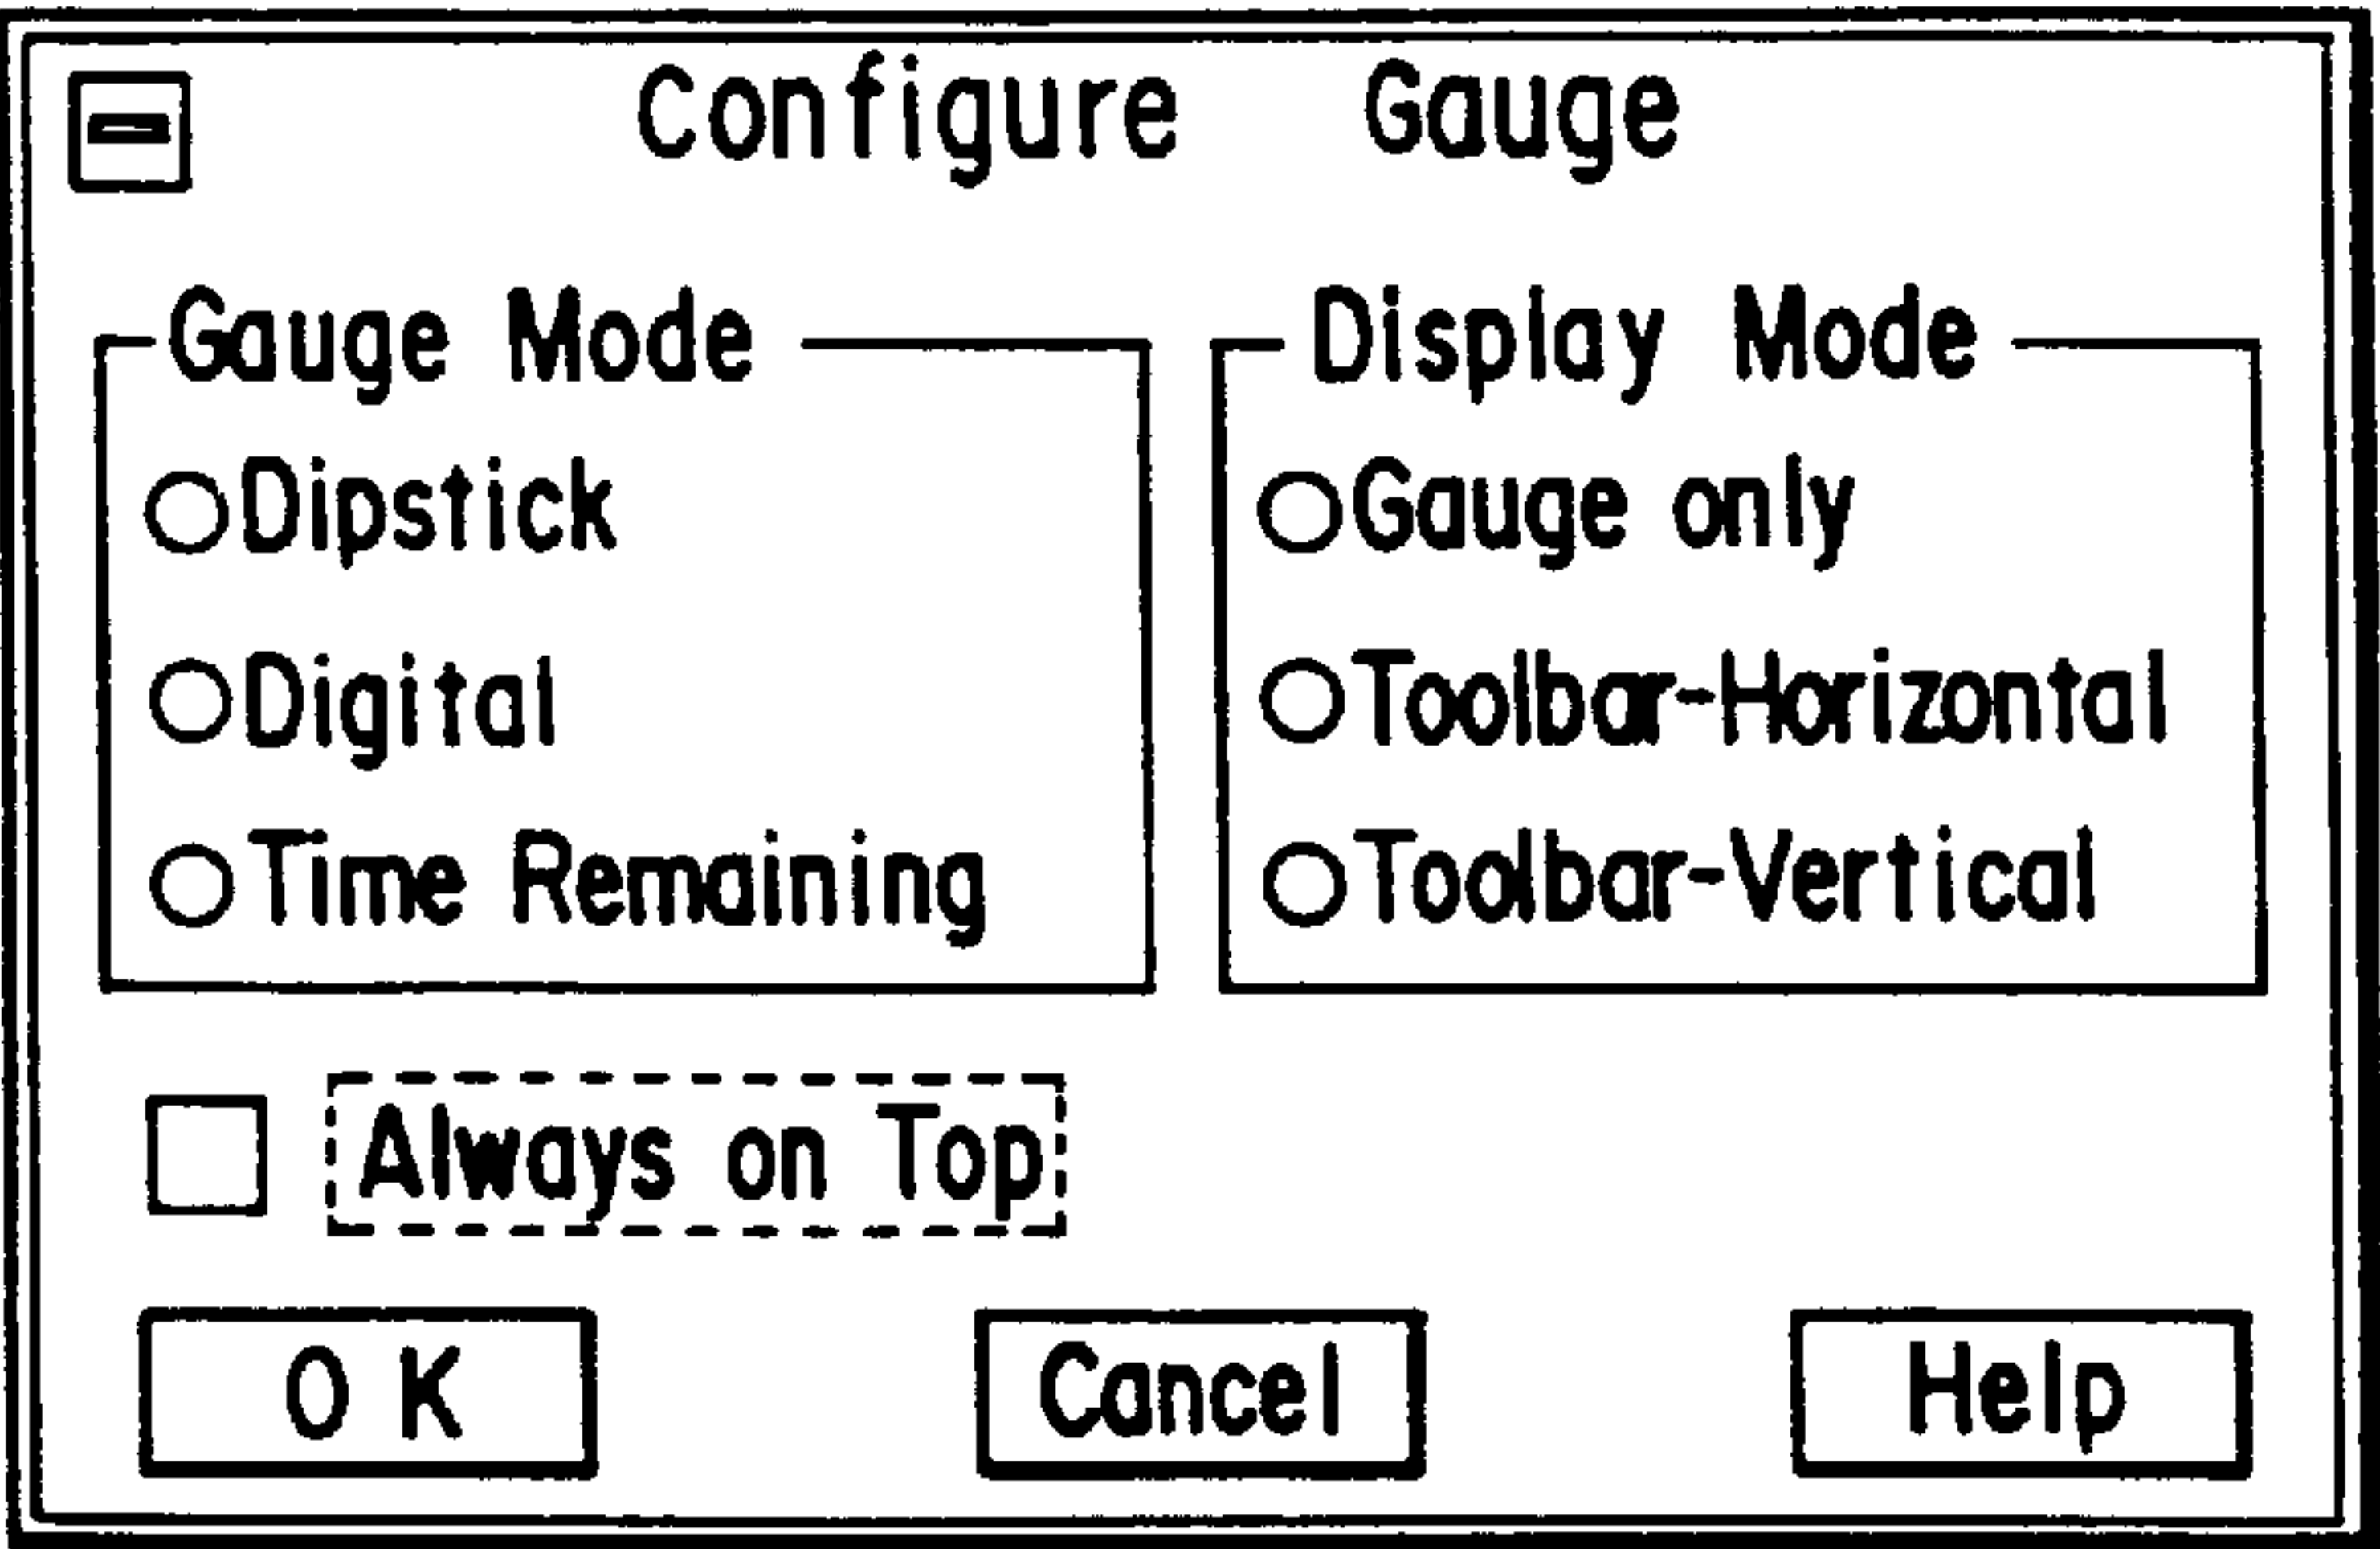 Configure Gauge
Gauge Mode
Dipstick
Digital
Time Remaining
Display Mode
Gauge only
Toolbar-Horizontal
Toolbar-Vertical
Always on Top
OK
Cancel
Help